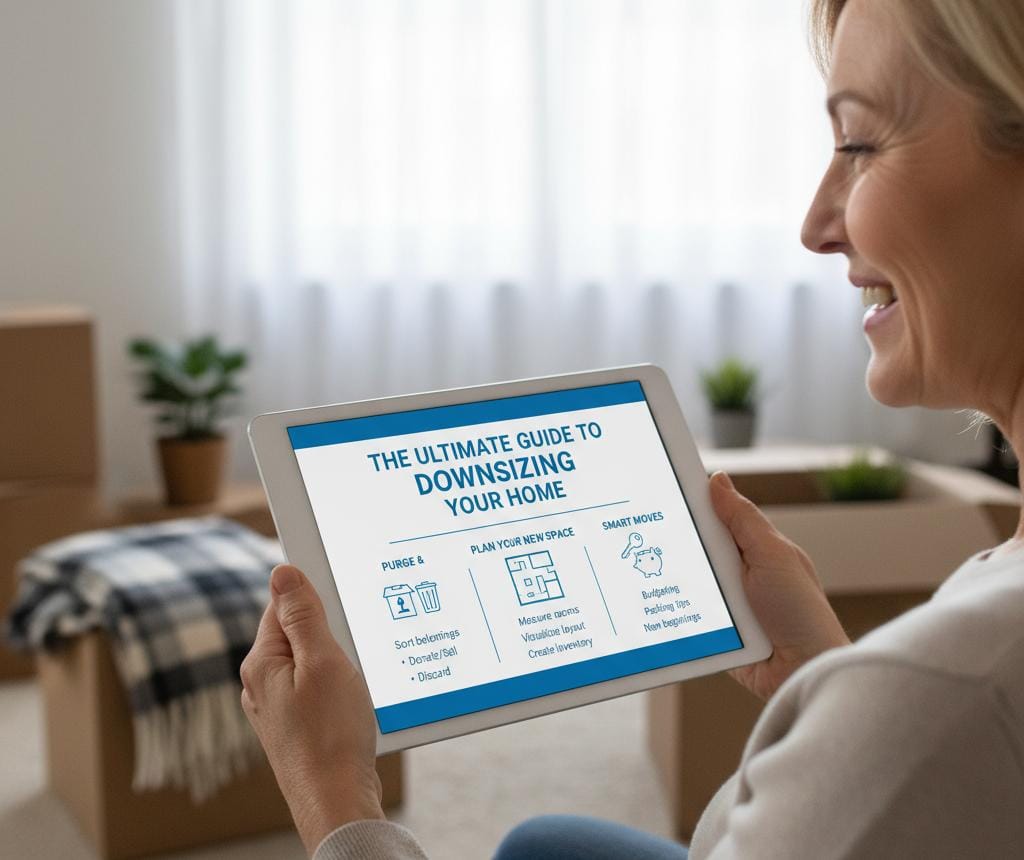 THE ULTIMATE GUIDE TO
DOWNSIZING
YOUR HOME
PURGE &
Sort belongings
• Donate/Sell
• Discard
PLAN YOUR NEW SPACE
Measure rooms
Visualize layout
Create inventory
SMART MOVES
Budgeting
Packing tips
New beginnings